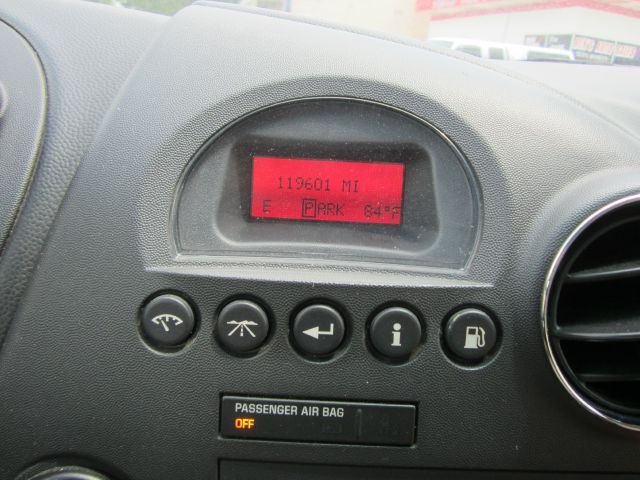 119601 MI
E PARK 84°F
i
PASSENGER AIR BAG
OFF